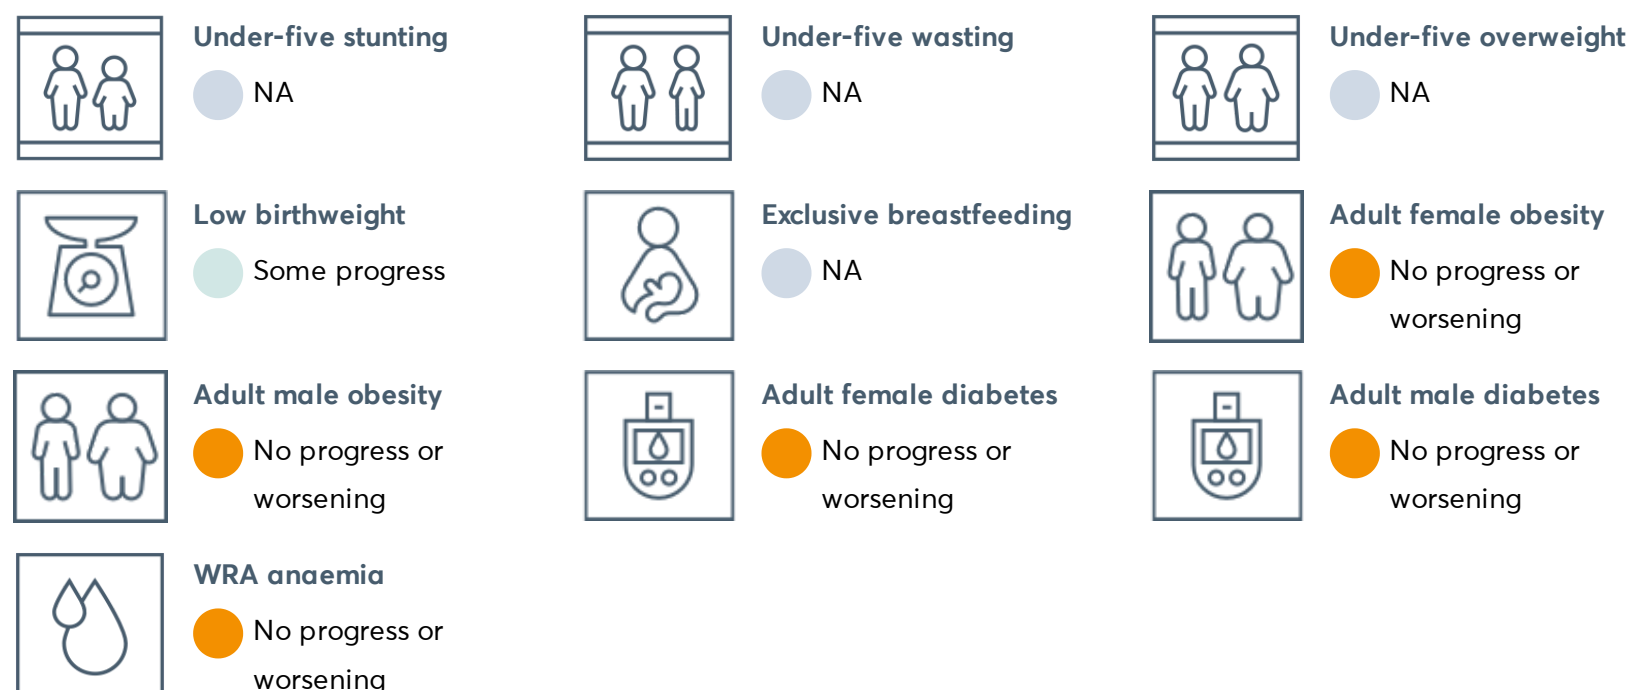 Under-five stunting
NA
Under-five wasting
NA
Under-five overweight
NA
Low birthweight
Some progress
Exclusive breastfeeding
NA
Adult female obesity
No progress or
worsening
Adult male obesity
No progress or
worsening
Adult female diabetes
No progress or
worsening
Adult male diabetes
No progress or
worsening
WRA anaemia
No progress or
worsening